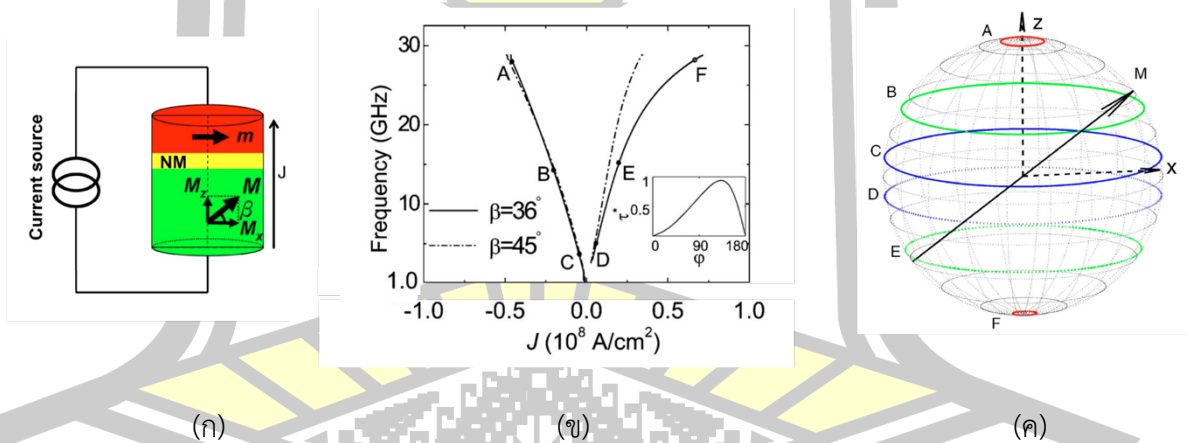 Current source
m
NM
M_z M
β
M_x
J
Frequency (GHz)
30
20
10
1.0
A
B
C
D
E
F
β=36°
β=45°
τ*
1
0.5
0 90 180
φ
-1.0 -0.5 0.0 0.5 1.0
J (10^8 A/cm^2)
A
Z
M
B
C
X
D
E
F
(ก) (ข) (ค)